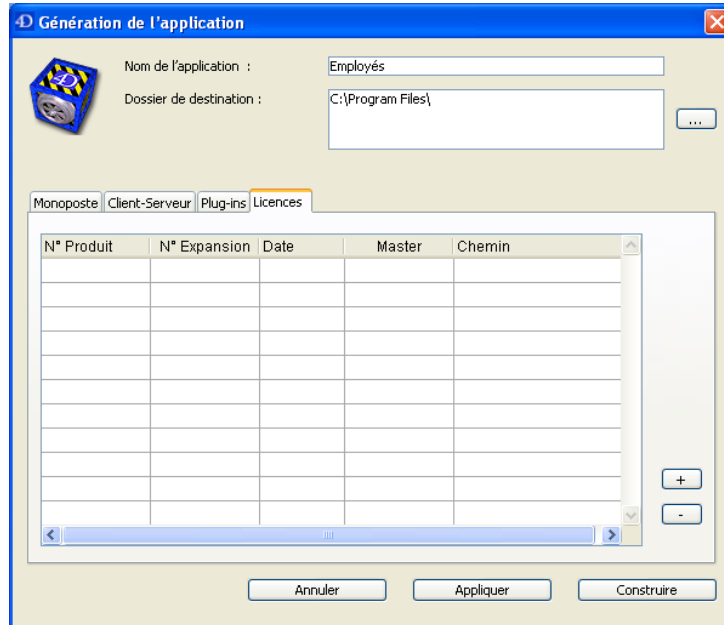 4D Génération de l'application
Nom de l'application : Employés
Dossier de destination : C:\Program Files\
...
Monoposte Client-Serveur Plug-ins Licences
N° Produit N° Expansion Date Master Chemin
+
-
Annuler Appliquer Construire